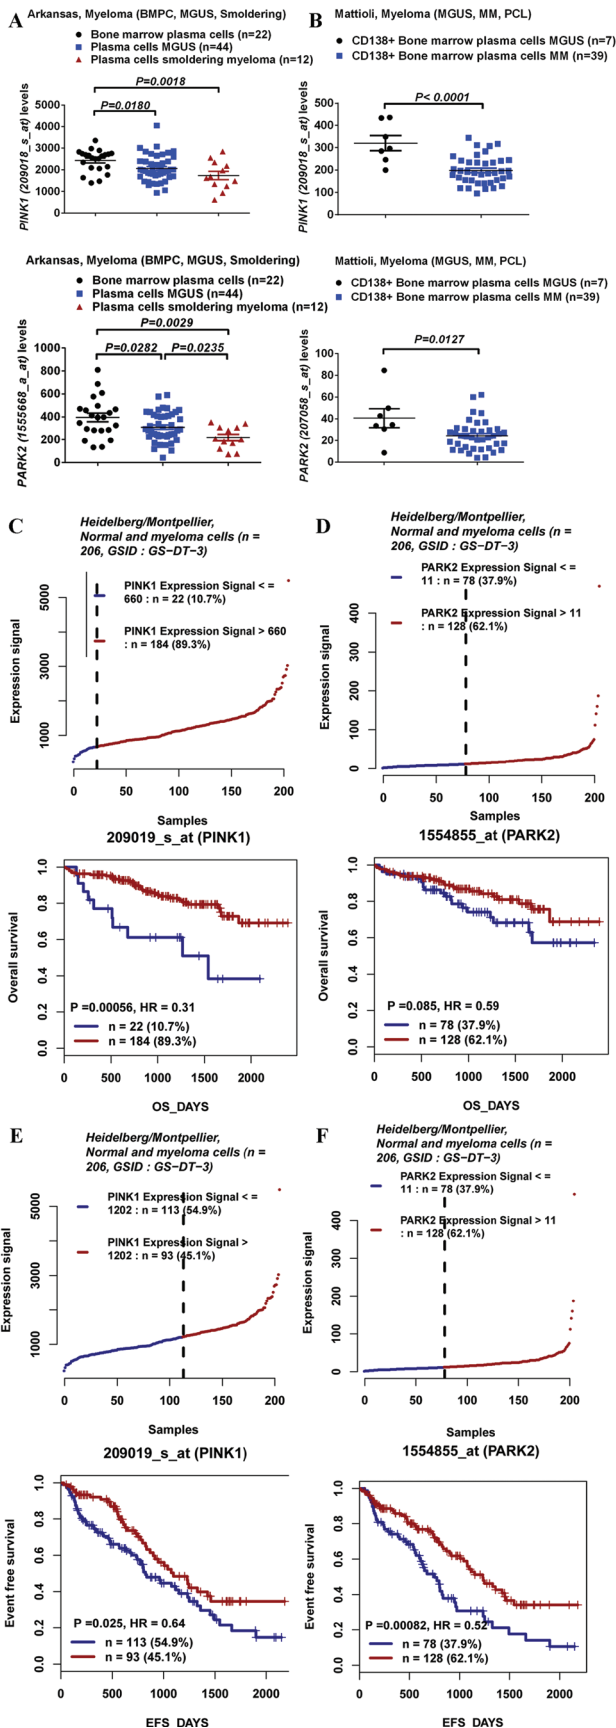 A
Arkansas, Myeloma (BMPC, MGUS, Smoldering)
Bone marrow plasma cells (n=22)
Plasma cells MGUS (n=44)
Plasma cells smoldering myeloma (n=12)
P=0.0018
P=0.0180
PINK1 (209018_s_at) levels
5000
4000
3000
2000
1000
0
B
Mattioli, Myeloma (MGUS, MM, PCL)
CD138+ Bone marrow plasma cells MGUS (n=7)
CD138+ Bone marrow plasma cells MM (n=39)
P< 0.0001
PINK1 (209018_s_at) levels
500
400
300
200
100
0
Arkansas, Myeloma (BMPC, MGUS, Smoldering)
Bone marrow plasma cells (n=22)
Plasma cells MGUS (n=44)
Plasma cells smoldering myeloma (n=12)
P=0.0029
P=0.0282
P=0.0235
PARK2 (1555668_a_at) levels
1000
800
600
400
200
0
Mattioli, Myeloma (MGUS, MM, PCL)
CD138+ Bone marrow plasma cells MGUS (n=7)
CD138+ Bone marrow plasma cells MM (n=39)
P=0.0127
PARK2 (207058_s_at) levels
100
80
60
40
20
0
C
Heidelberg/Montpellier,
Normal and myeloma cells (n =
206, GSID : GS-DT-3)
PINK1 Expression Signal <=
660 : n = 22 (10.7%)
PINK1 Expression Signal > 660
: n = 184 (89.3%)
Expression signal
5000
3000
1000
0 50 100 150 200
Samples
209019_s_at (PINK1)
Overall survival
1.0
0.8
0.6
0.4
0.2
0.0
P =0.00056, HR = 0.31
n = 22 (10.7%)
n = 184 (89.3%)
0 500 1000 1500 2000
OS_DAYS
D
Heidelberg/Montpellier,
Normal and myeloma cells (n =
206, GSID : GS-DT-3)
PARK2 Expression Signal <=
11 : n = 78 (37.9%)
PARK2 Expression Signal > 11
: n = 128 (62.1%)
Expression signal
400
300
200
100
0
0 50 100 150 200
Samples
1554855_at (PARK2)
Overall survival
1.0
0.8
0.6
0.4
0.2
0.0
P =0.085, HR = 0.59
n = 78 (37.9%)
n = 128 (62.1%)
0 500 1000 1500 2000
OS_DAYS
E
Heidelberg/Montpellier,
Normal and myeloma cells (n =
206, GSID : GS-DT-3)
PINK1 Expression Signal <=
1202 : n = 113 (54.9%)
PINK1 Expression Signal >
1202 : n = 93 (45.1%)
Expression signal
5000
3000
1000
0 50 100 150 200
Samples
209019_s_at (PINK1)
Event free survival
1.0
0.8
0.6
0.4
0.2
0.0
P =0.025, HR = 0.64
n = 113 (54.9%)
n = 93 (45.1%)
0 500 1000 1500 2000
EFS_DAYS
F
Heidelberg/Montpellier,
Normal and myeloma cells (n =
206, GSID : GS-DT-3)
PARK2 Expression Signal <=
11 : n = 78 (37.9%)
PARK2 Expression Signal > 11
: n = 128 (62.1%)
Expression signal
400
300
200
100
0
0 50 100 150 200
Samples
1554855_at (PARK2)
Event free survival
1.0
0.8
0.6
0.4
0.2
0.0
P =0.00082, HR = 0.52
n = 78 (37.9%)
n = 128 (62.1%)
0 500 1000 1500 2000
EFS_DAYS